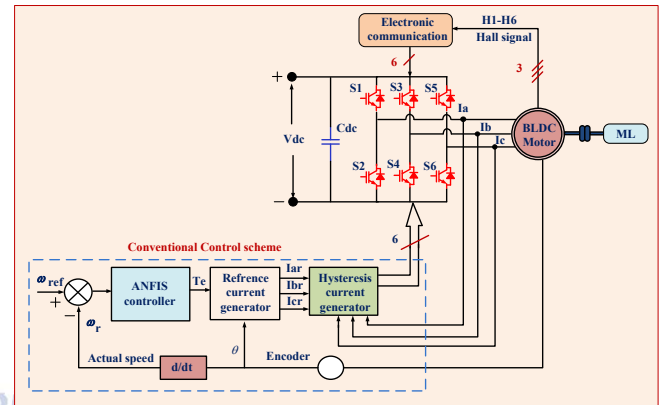 Electronic
communication
H1-H6
Hall signal
6
3
+
S1
S3
S5
Ia
Vdc
Cdc
Ib
BLDC
Motor
ML
Ic
S2
S4
S6
−
6
Conventional Control scheme
ω ref
+
−
ωr
ANFIS
controller
Te
Refrence
current
generator
Iar
Ibr
Icr
Hysteresis
current
generator
Actual speed
d/dt
θ
Encoder